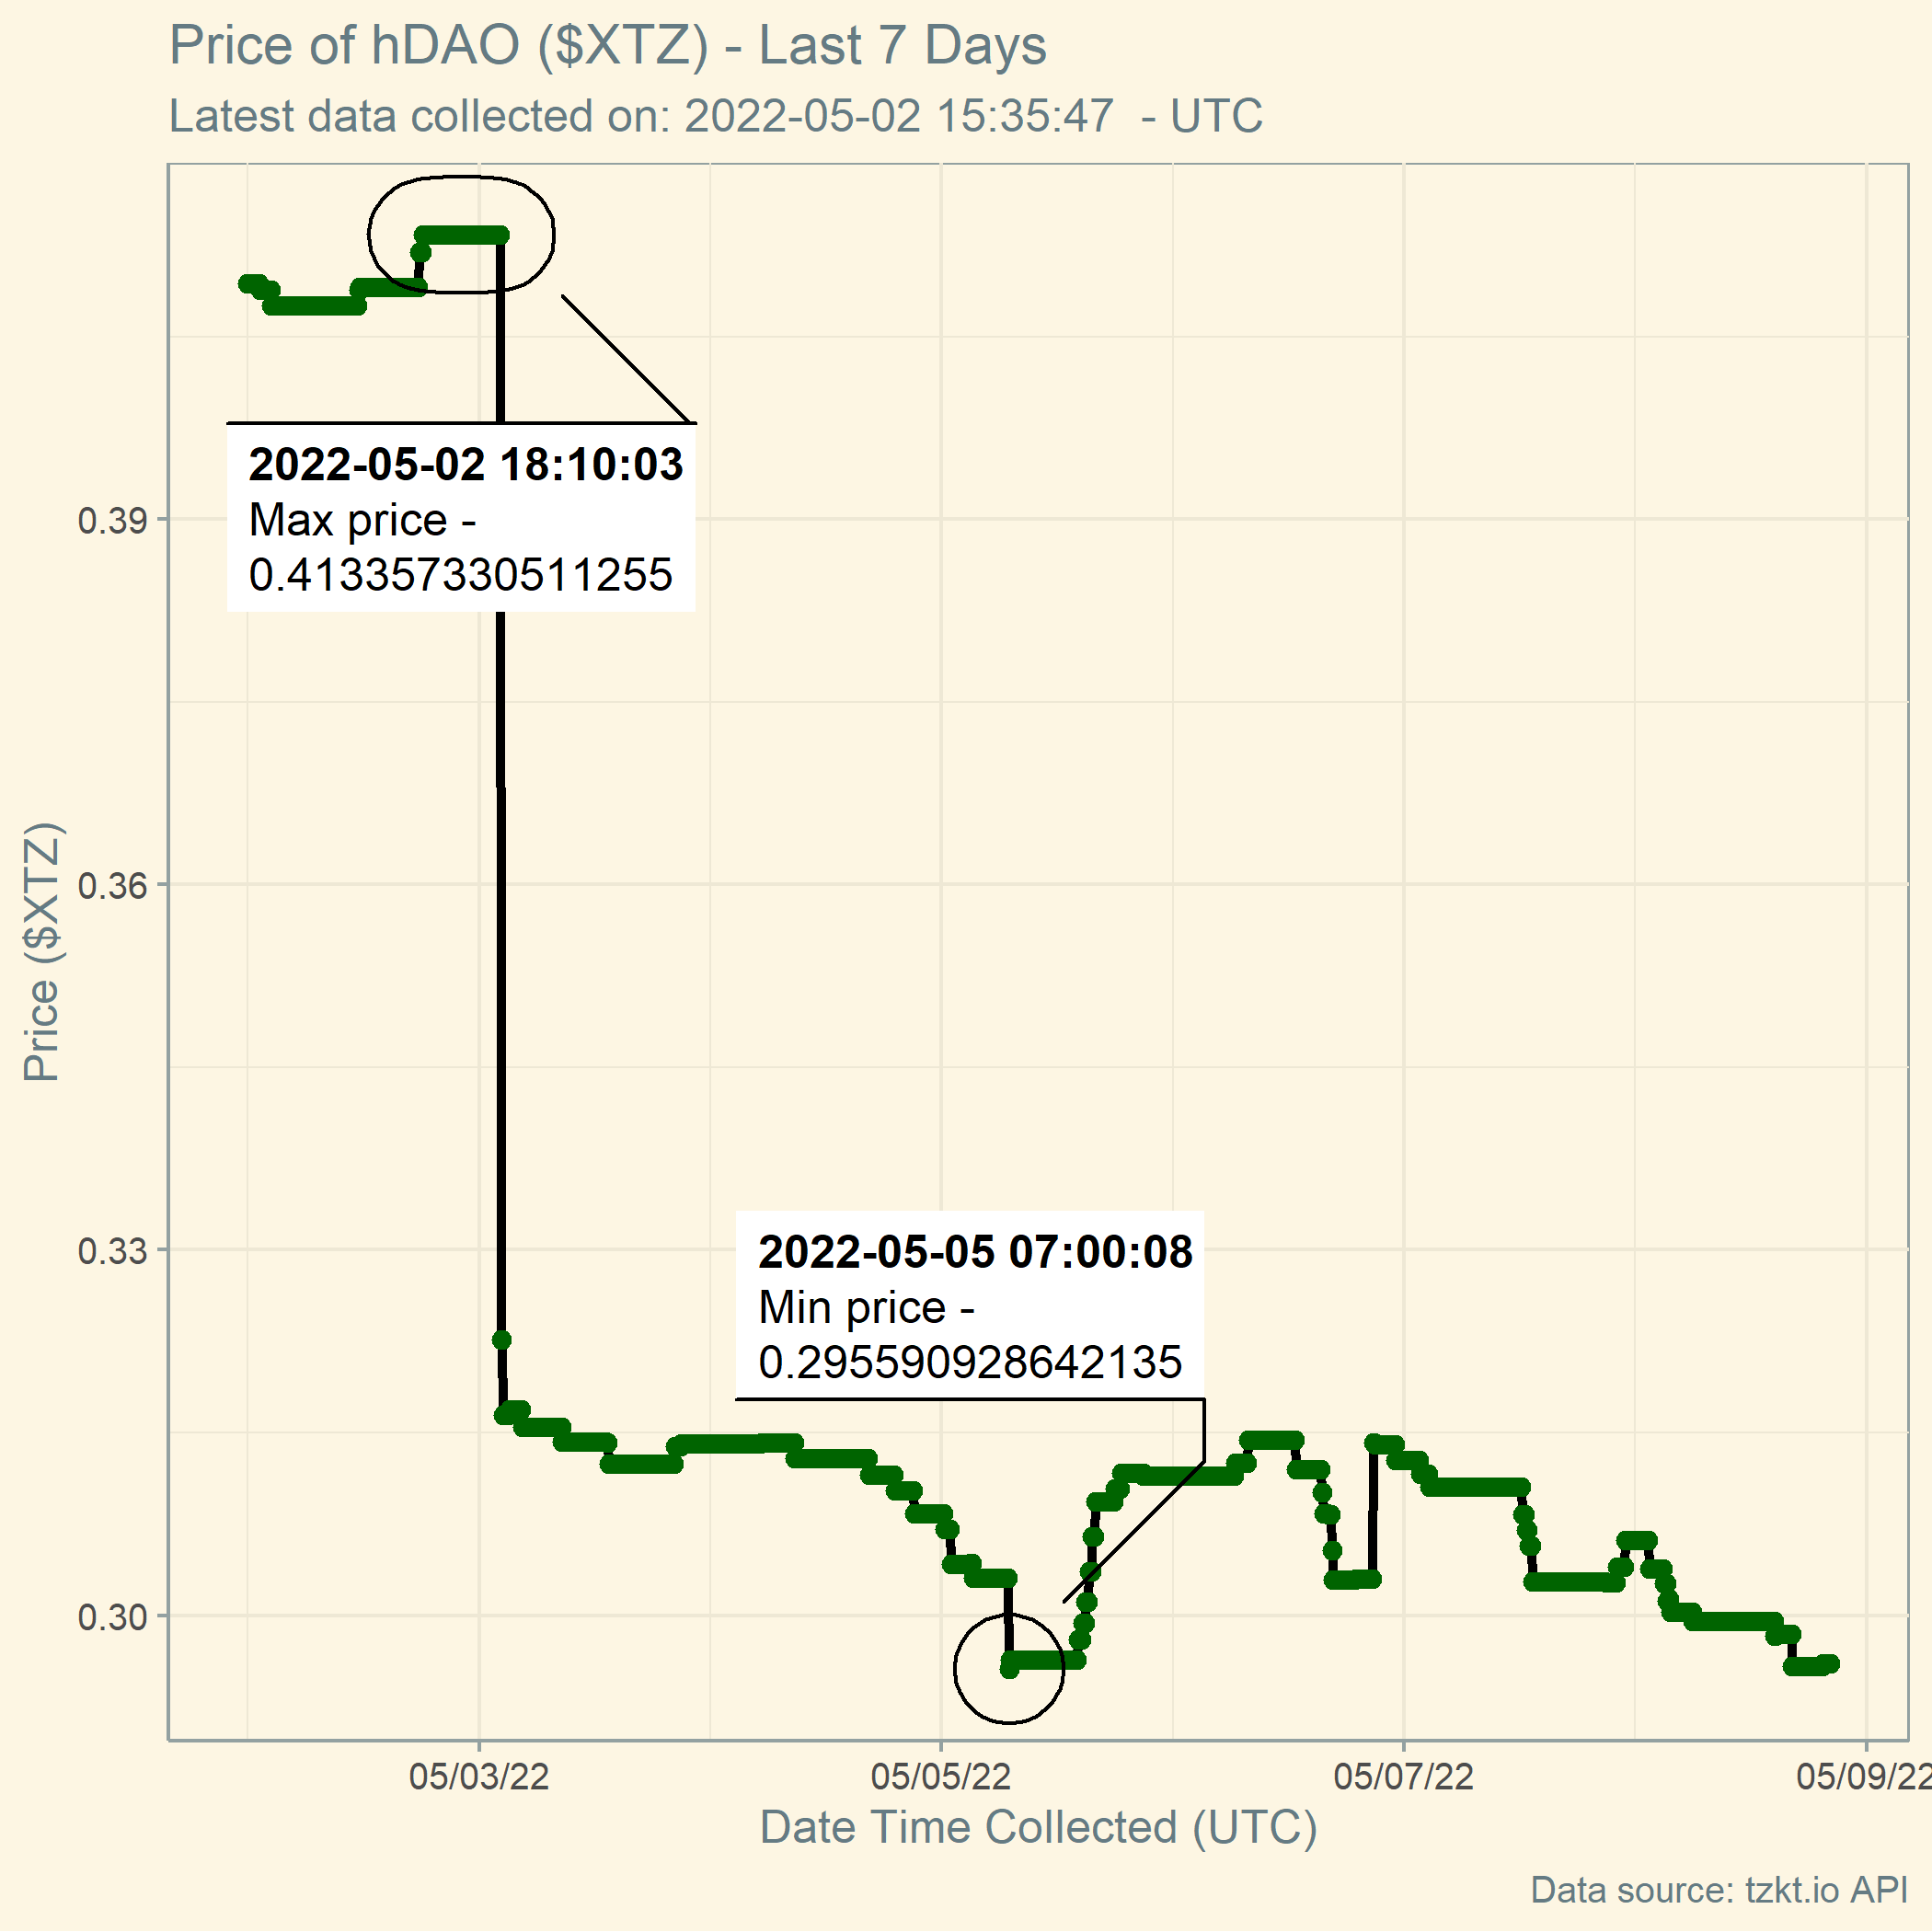 Price of hDAO ($XTZ) - Last 7 Days
Latest data collected on: 2022-05-02 15:35:47  - UTC
2022-05-02 18:10:03
Max price -
0.413357330511255
0.39
0.36
Price ($XTZ)
2022-05-05 07:00:08
0.33
Min price -
0.295590928642135
0.30
05/03/22
05/05/22
05/07/22
05/09/22
Date Time Collected (UTC)
Data source: tzkt.io API